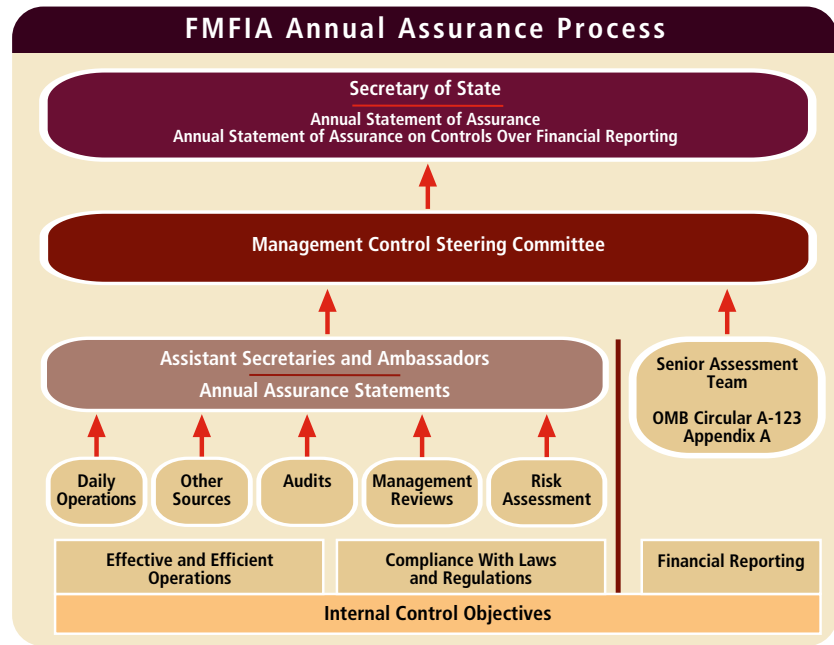 FMFIA Annual Assurance Process
Secretary of State
Annual Statement of Assurance
Annual Statement of Assurance on Controls Over Financial Reporting
Management Control Steering Committee
Assistant Secretaries and Ambassadors
Annual Assurance Statements
Senior Assessment
Team
OMB Circular A-123
Appendix A
Daily
Operations
Other
Sources
Audits
Management
Reviews
Risk
Assessment
Effective and Efficient
Operations
Compliance With Laws
and Regulations
Financial Reporting
Internal Control Objectives